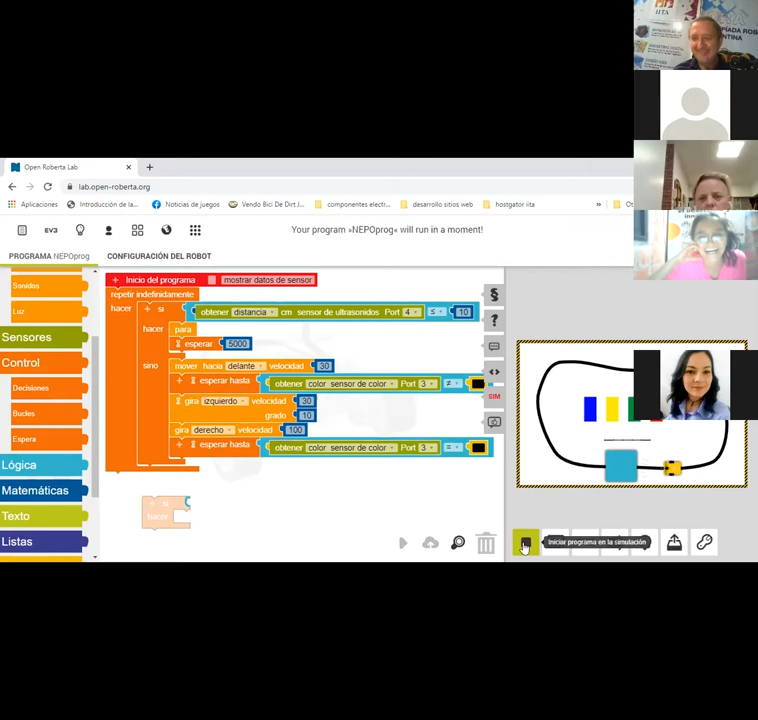 IITA
PÍADA ROB
ENTINA
Open Roberta Lab
lab.open-roberta.org
Aplicaciones
Introducción de la...
Noticias de juegos
Vendo Bici De Dirt J...
componentes electr...
desarrollo sitios web
hostgator iita
»
EV3
Your program »NEPOprog« will run in a moment!
PROGRAMA NEPOprog
CONFIGURACIÓN DEL ROBOT
Sonidos
Luz
Sensores
Control
Decisiones
Bucles
Espera
Lógica
Matemáticas
Texto
Listas
+ Inicio del programa mostrar datos de sensor
repetir indefinidamente
hacer + si obtener distancia cm sensor de ultrasonidos Port 4 ≤ 10
hacer para
esperar 5000
sino mover hacia delante velocidad 30
+ esperar hasta obtener color sensor de color Port 3 ≠
gira izquierdo velocidad 30
grado 10
gira derecho velocidad 100
+ esperar hasta obtener color sensor de color Port 3 =
+ si
hacer
?
SIM
Iniciar programa en la simulación